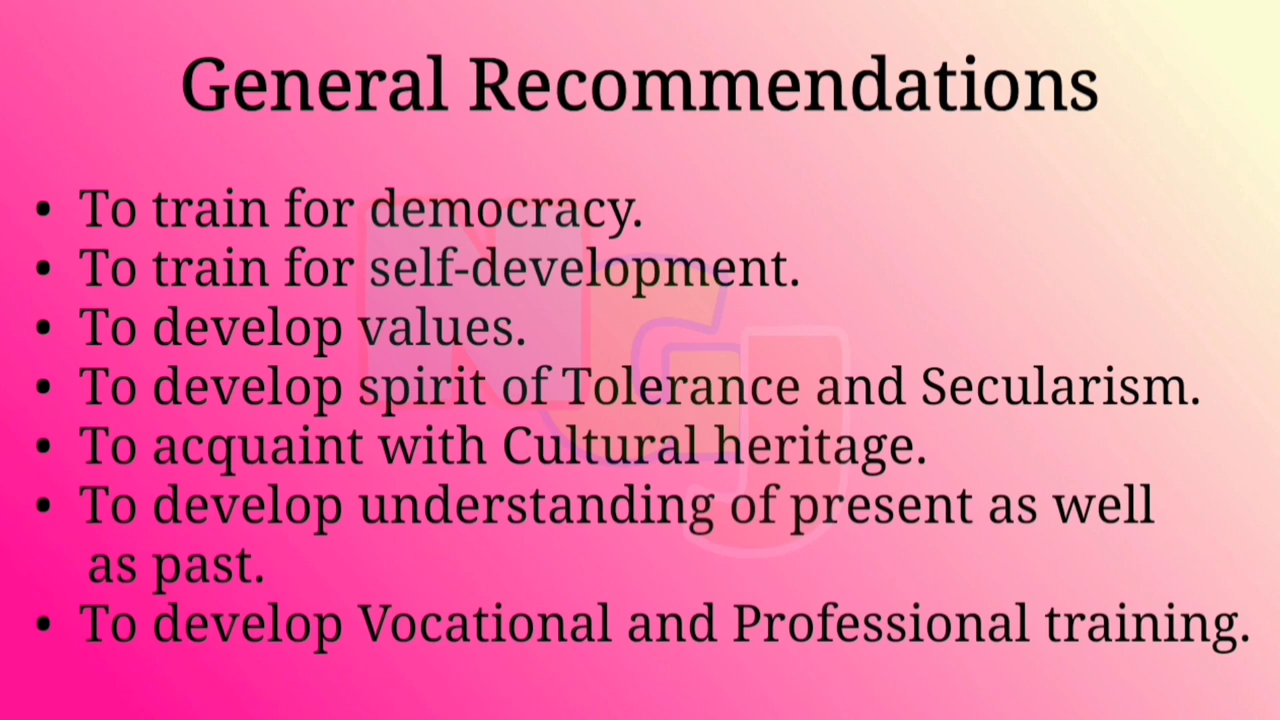 General Recommendations
• To train for democracy.
• To train for self-development.
• To develop values.
• To develop spirit of Tolerance and Secularism.
• To acquaint with Cultural heritage.
• To develop understanding of present as well
as past.
• To develop Vocational and Professional training.
NGJ